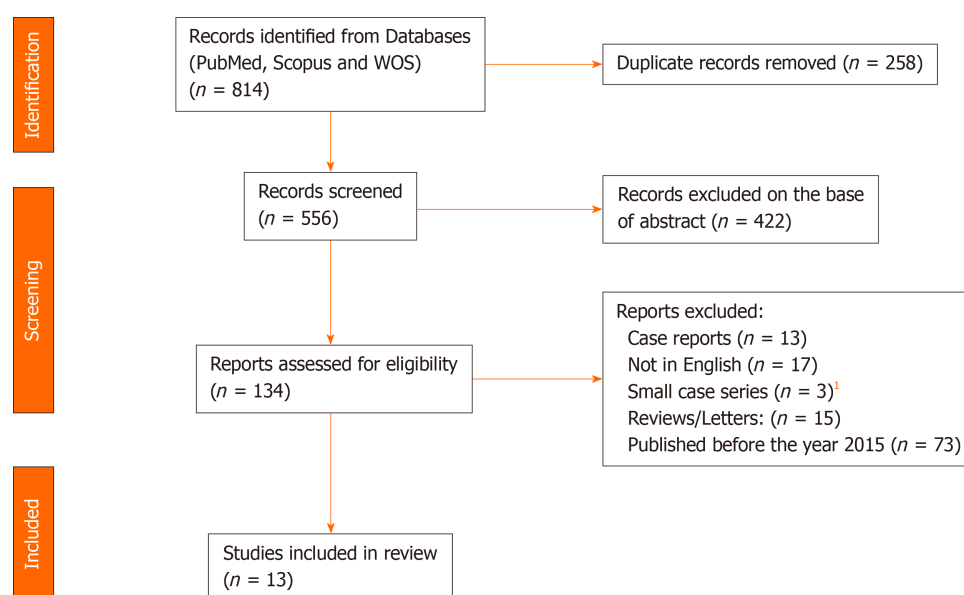 Identification
Records identified from Databases
(PubMed, Scopus and WOS)
(n = 814)
Duplicate records removed (n = 258)
Screening
Records screened
(n = 556)
Records excluded on the base
of abstract (n = 422)
Reports assessed for eligibility
(n = 134)
Reports excluded:
Case reports (n = 13)
Not in English (n = 17)
Small case series (n = 3)¹
Reviews/Letters: (n = 15)
Published before the year 2015 (n = 73)
Included
Studies included in review
(n = 13)